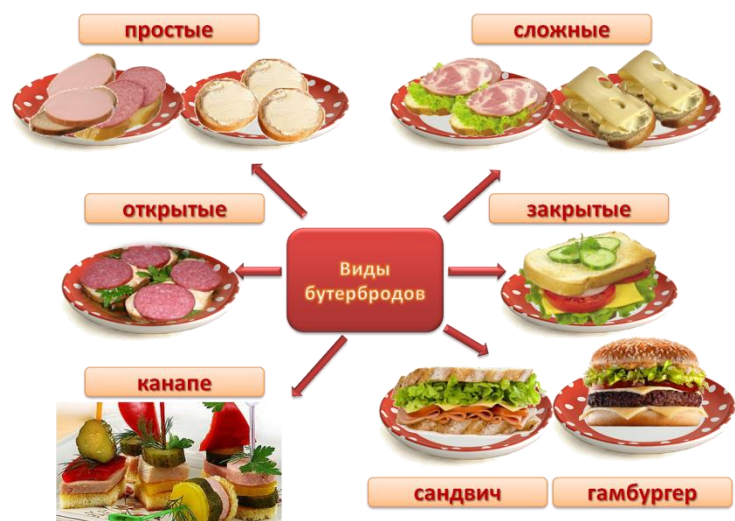 простые
сложные
открытые
закрытые
Виды
бутербродов
канапе
сандвич
гамбургер